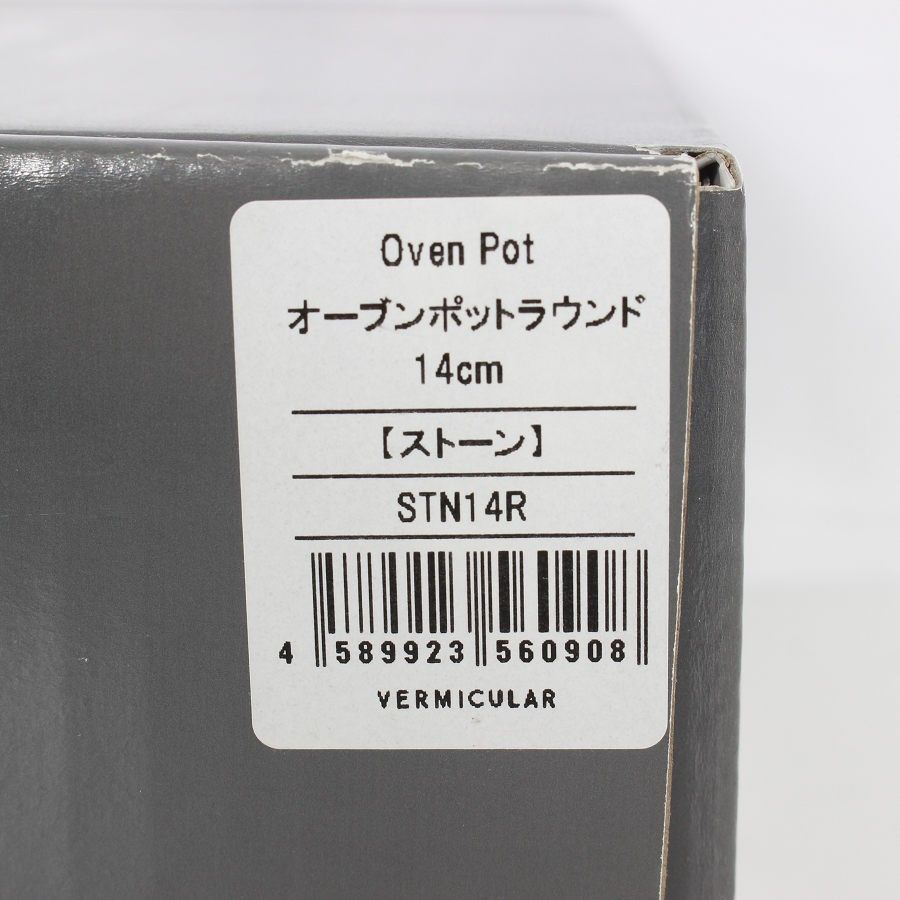 Oven Pot
オーブンポットラウンド
14cm
【ストーン】
STN14R
4 589923 560908
VERMICULAR